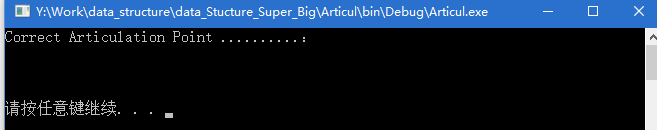 Y:\Work\data_structure\data_Stucture_Super_Big\Articul\bin\Debug\Articul.exe
Correct Articulation Point ..........:
请按任意键继续. . .